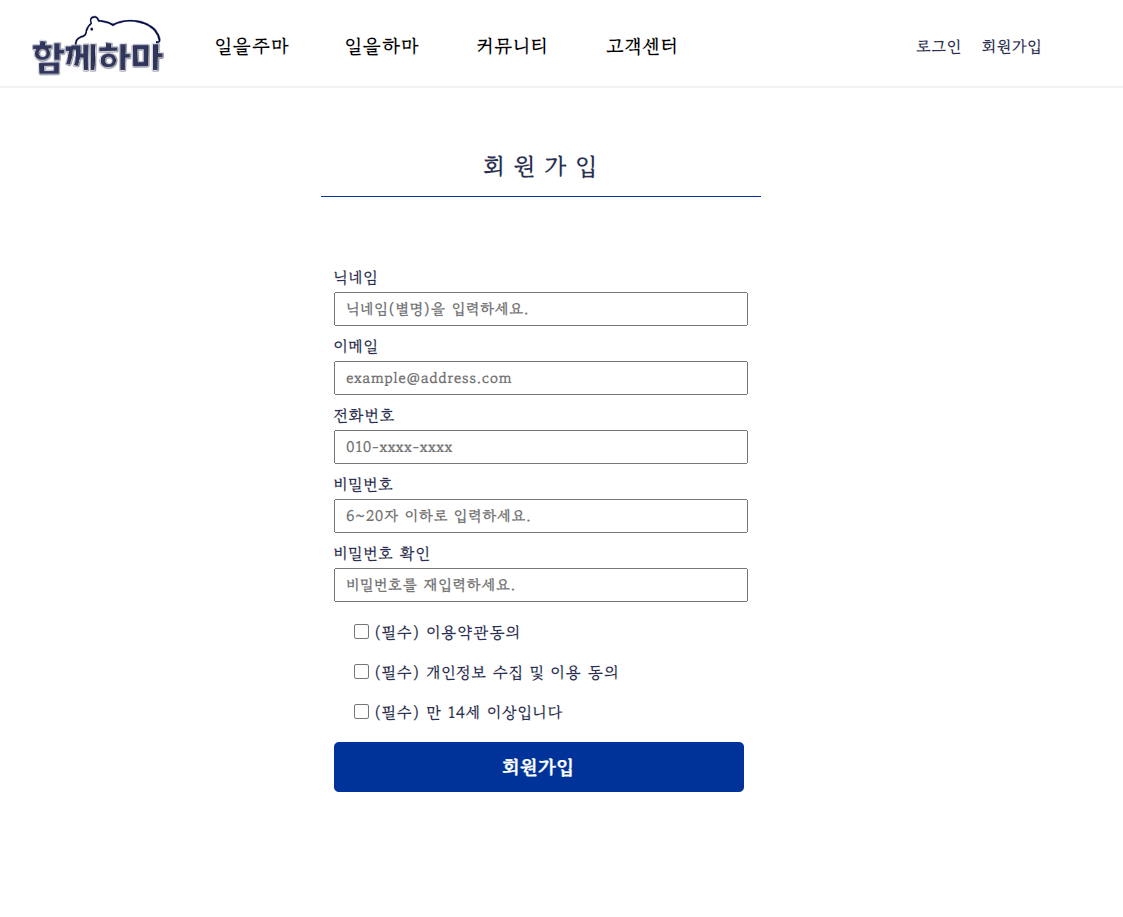 함께하마 일을주마 일을하마 커뮤니티 고객센터 로그인 회원가입
회원가입
닉네임
닉네임(별명)을 입력하세요.
이메일
example@address.com
전화번호
010-xxxx-xxxx
비밀번호
6~20자 이하로 입력하세요.
비밀번호 확인
비밀번호를 재입력하세요.
(필수) 이용약관동의
(필수) 개인정보 수집 및 이용 동의
(필수) 만 14세 이상입니다
회원가입